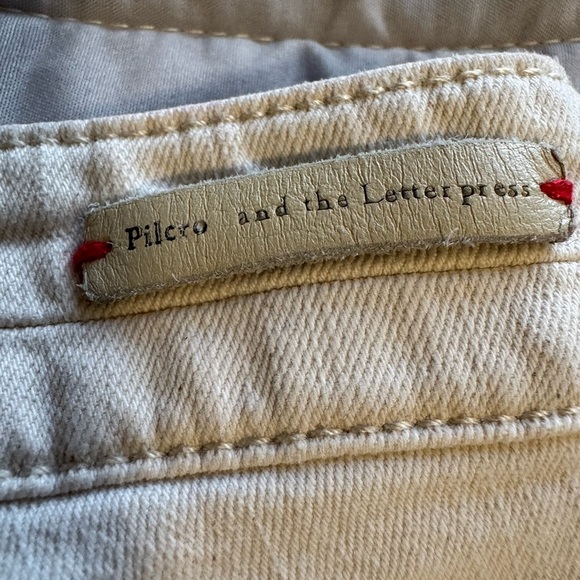 Pilcro and the Letterpress